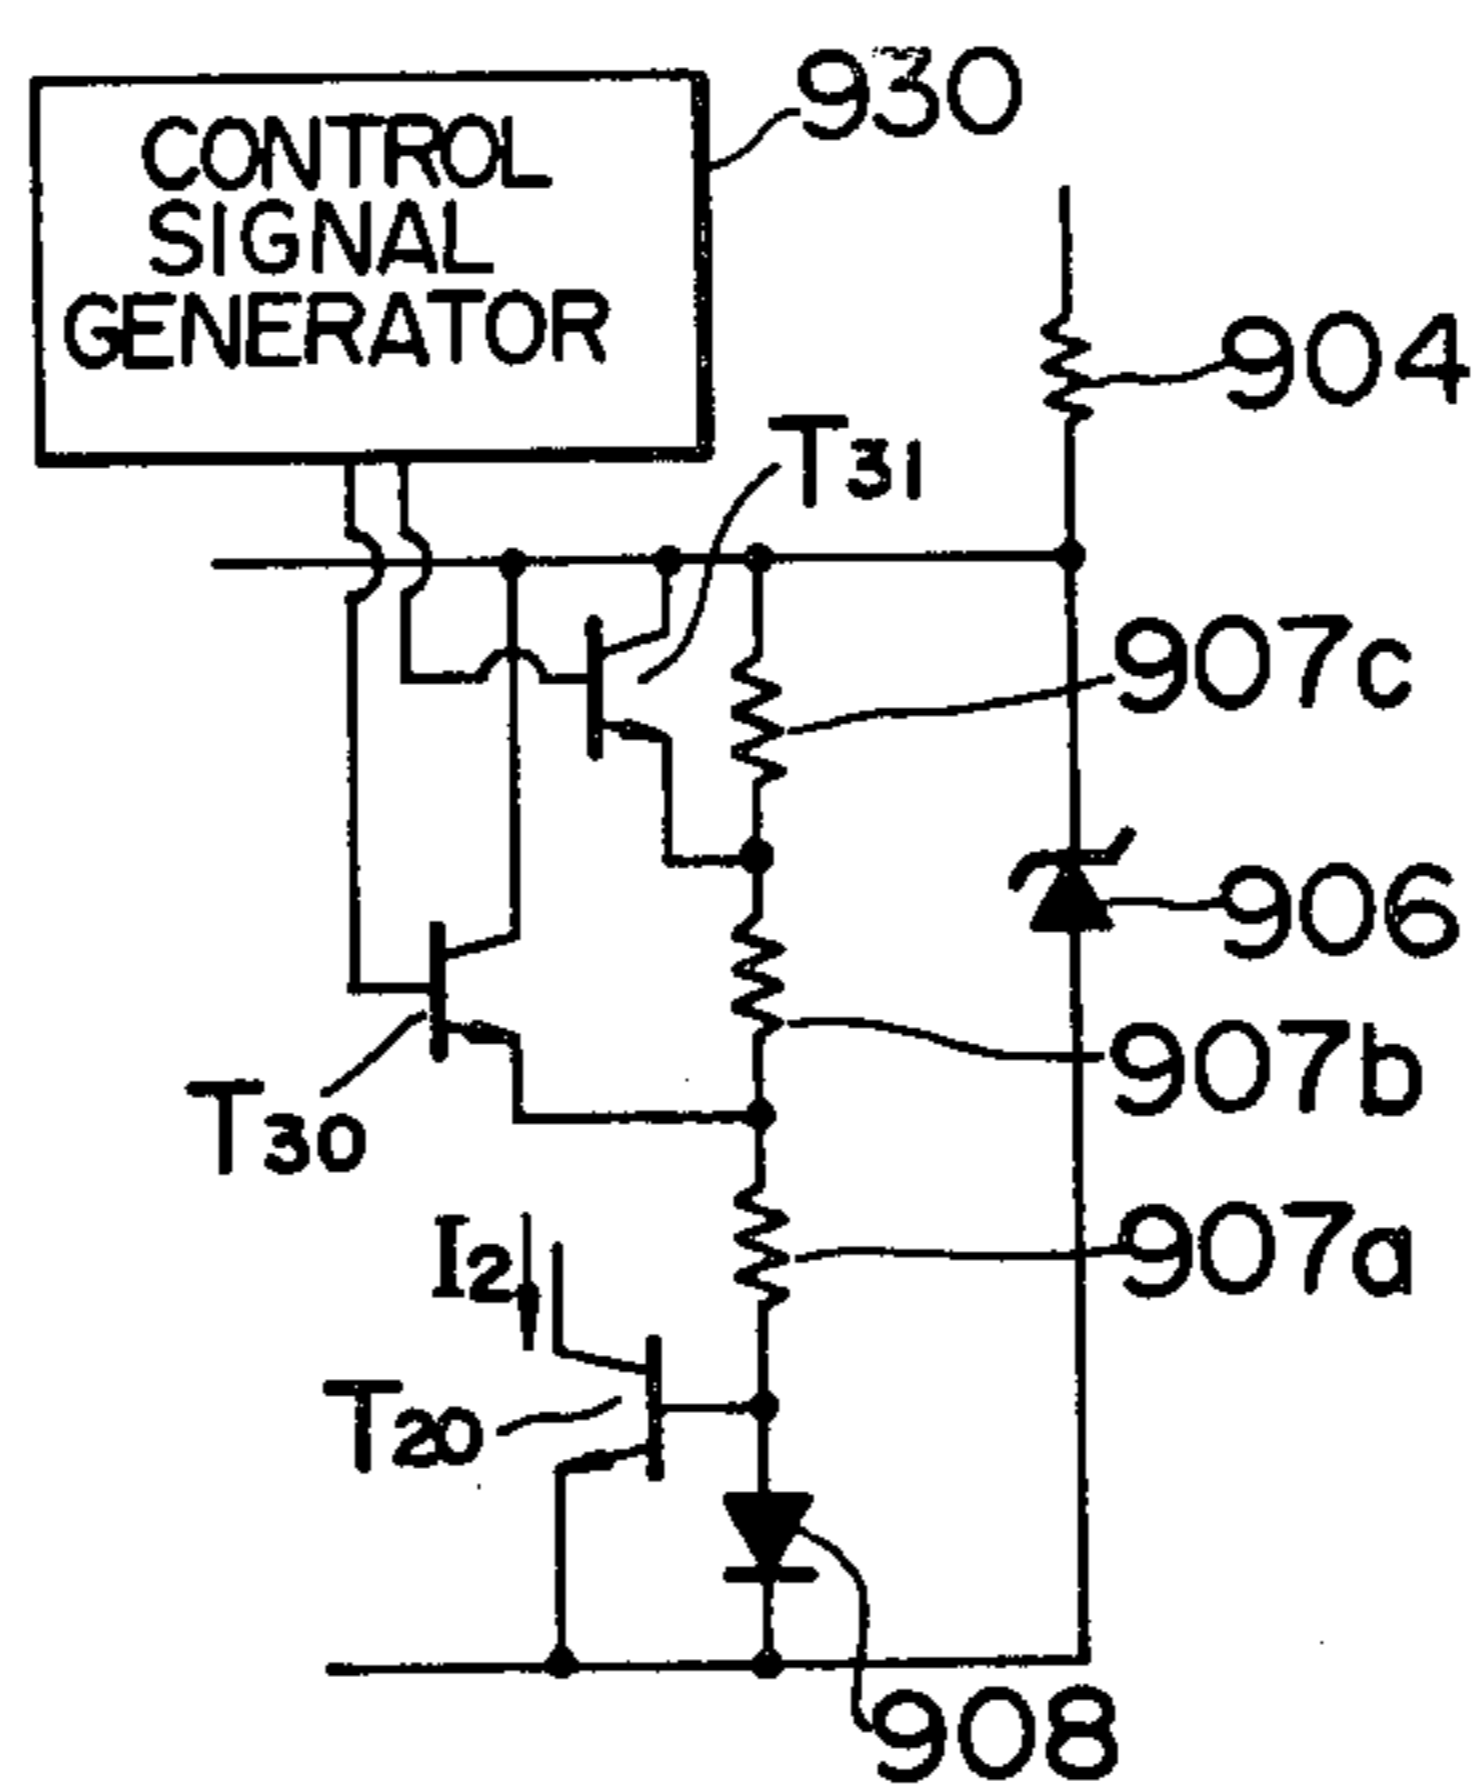 930
CONTROL
SIGNAL
GENERATOR
904
T31
907c
906
907b
T30
907a
I2
T20
908